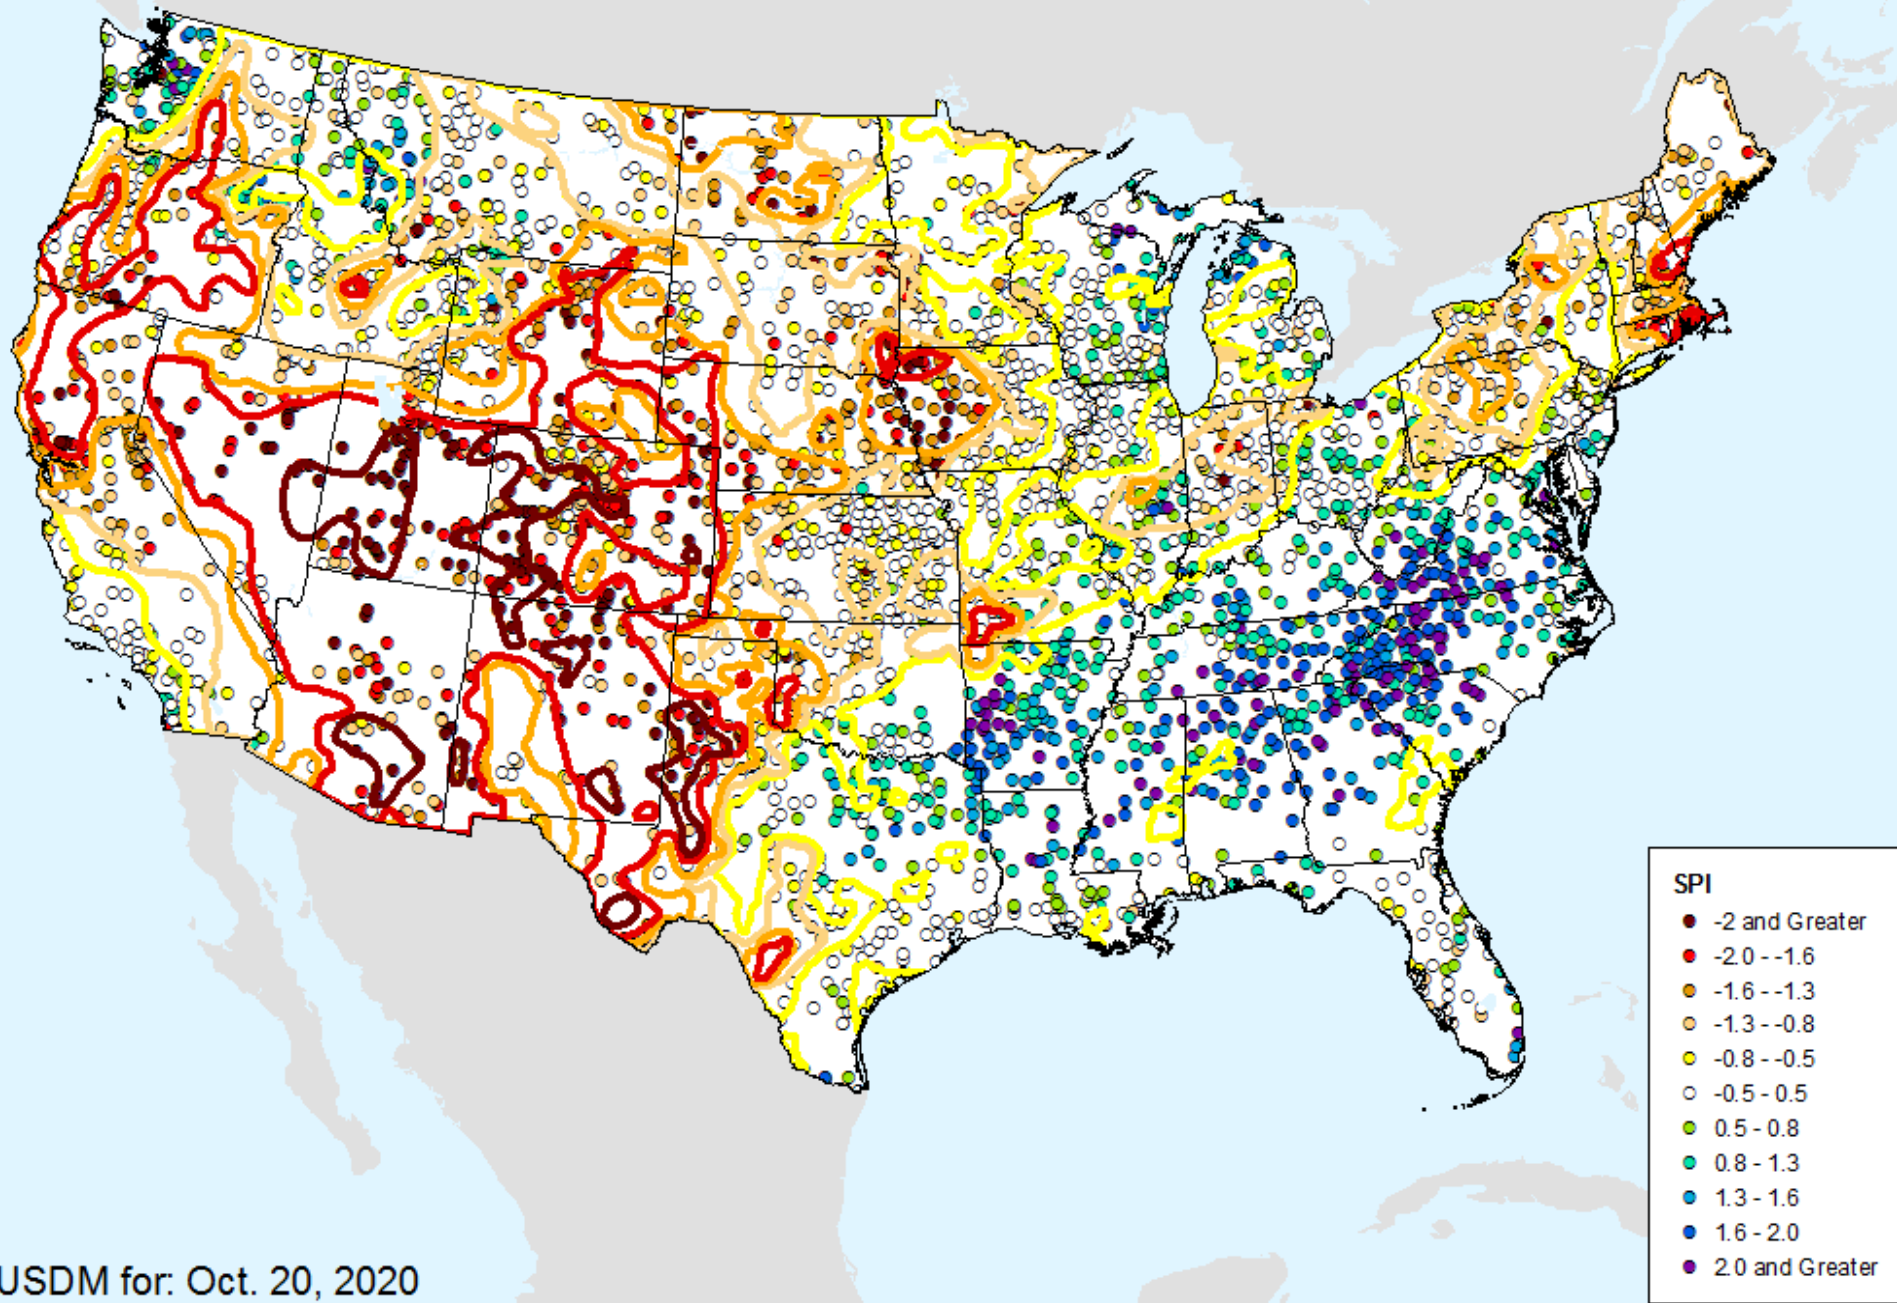 SPI
-2 and Greater
-2.0 - -1.6
-1.6 - -1.3
-1.3 - -0.8
-0.8 - -0.5
-0.5 - 0.5
0.5 - 0.8
0.8 - 1.3
1.3 - 1.6
1.6 - 2.0
2.0 and Greater
USDM for: Oct. 20, 2020